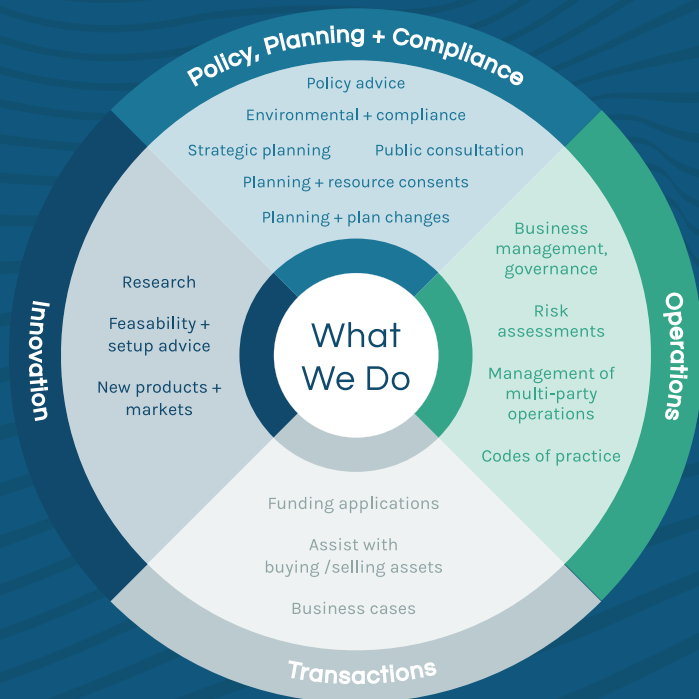 Policy, Planning + Compliance
Policy advice
Environmental + compliance
Strategic planning
Public consultation
Planning + resource consents
Planning + plan changes
Innovation
Research
Feasability +
setup advice
New products +
markets
What
We Do
Operations
Business
management,
governance
Risk
assessments
Management of
multi-party
operations
Codes of practice
Funding applications
Assist with
buying /selling assets
Business cases
Transactions